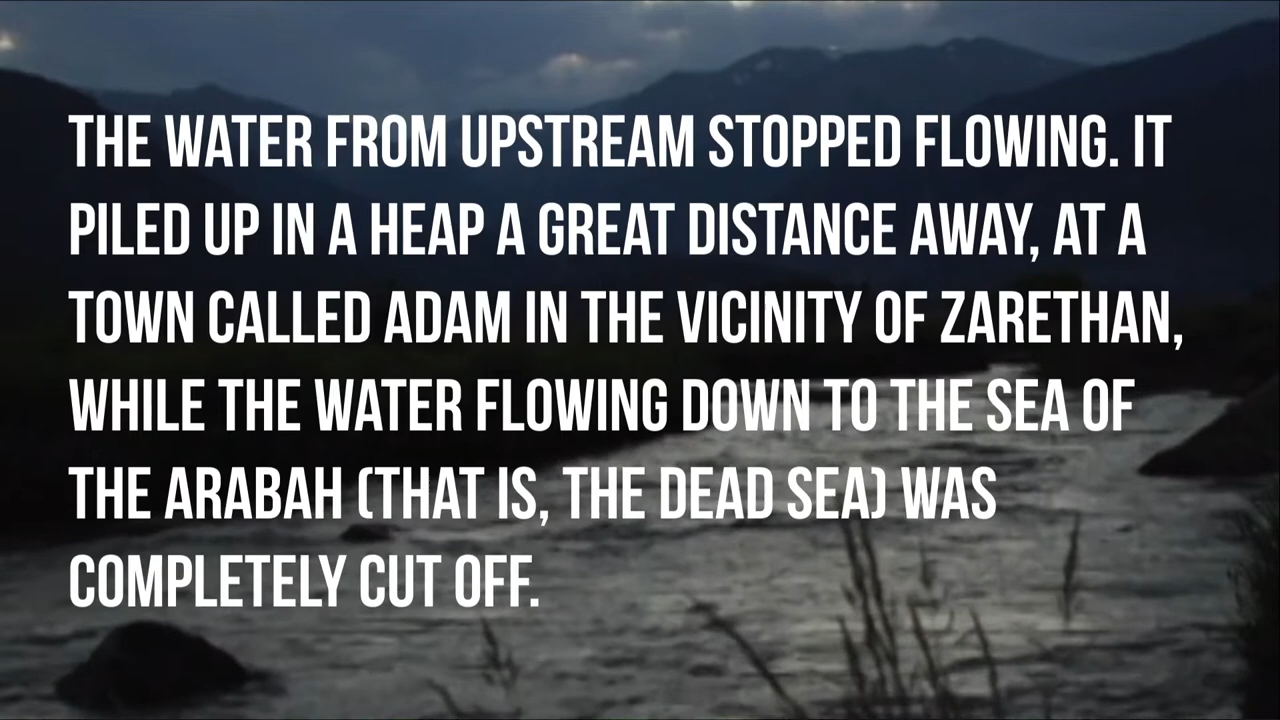 THE WATER FROM UPSTREAM STOPPED FLOWING. IT
PILED UP IN A HEAP A GREAT DISTANCE AWAY, AT A
TOWN CALLED ADAM IN THE VICINITY OF ZARETHAN,
WHILE THE WATER FLOWING DOWN TO THE SEA OF
THE ARABAH (THAT IS, THE DEAD SEA) WAS
COMPLETELY CUT OFF.